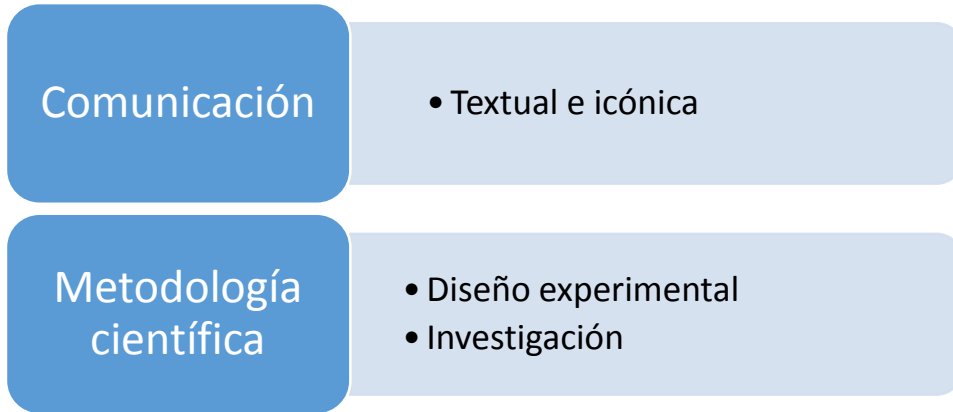 Comunicación
• Textual e icónica
Metodología
científica
• Diseño experimental
• Investigación